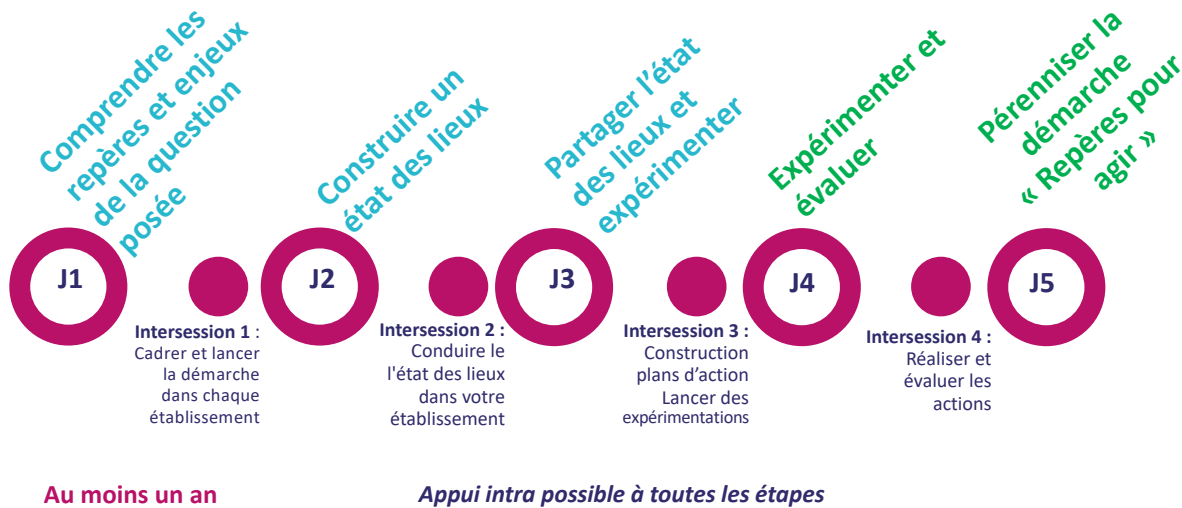 Comprendre les
repères et enjeux
de la question
posée
Construire un
état des lieux
Partager l’état
des lieux et
expérimenter
Expérimenter et
évaluer
Pérenniser la
démarche
« Repères pour
agir »
J1
J2
J3
J4
J5
Intersession 1 :
Cadrer et lancer
la démarche
dans chaque
établissement
Intersession 2 :
Conduire le
l'état des lieux
dans votre
établissement
Intersession 3 :
Construction
plans d’action
Lancer des
expérimentations
Intersession 4 :
Réaliser et
évaluer les
actions
Au moins un an
Appui intra possible à toutes les étapes